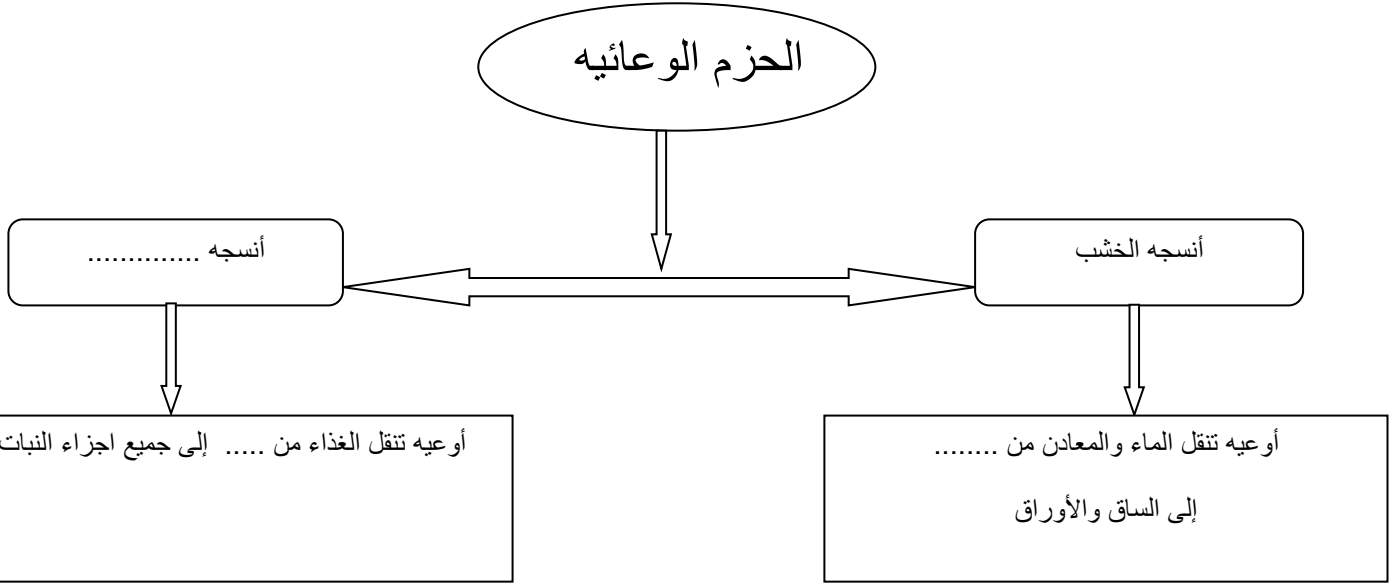 الحزم الوعائيه
أنسجه الخشب
أنسجه ..............
أوعيه تنقل الماء والمعادن من ........
إلى الساق والأوراق
أوعيه تنقل الغذاء من ..... إلى جميع اجزاء النبات